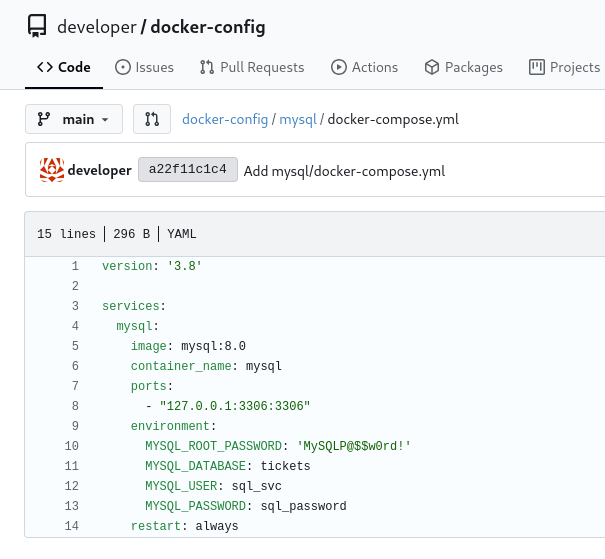 developer / docker-config
Code Issues Pull Requests Actions Packages Projects
main docker-config / mysql / docker-compose.yml
developer a22f11c1c4 Add mysql/docker-compose.yml
15 lines | 296 B | YAML
1 version: '3.8'
2
3 services:
4   mysql:
5     image: mysql:8.0
6     container_name: mysql
7     ports:
8       - "127.0.0.1:3306:3306"
9     environment:
10       MYSQL_ROOT_PASSWORD: 'MySQLP@$$w0rd!'
11       MYSQL_DATABASE: tickets
12       MYSQL_USER: sql_svc
13       MYSQL_PASSWORD: sql_password
14     restart: always